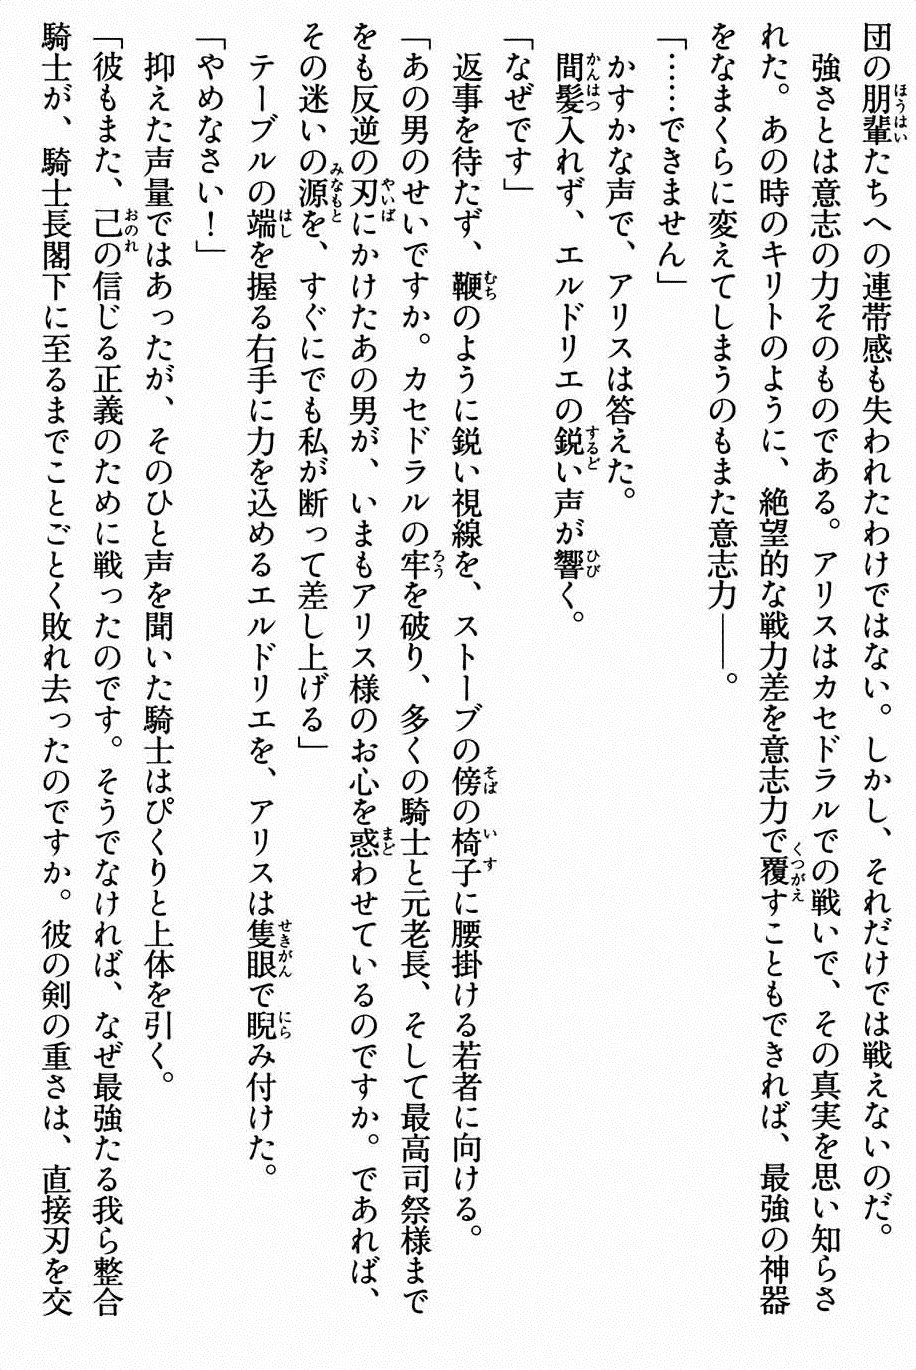 団の朋輩たちへの連帯感も失われたわけではない。しかし、それだけでは戦えないのだ。
　強さとは意志の力そのものである。アリスはカセドラルでの戦いで、その真実を思い知らさ
れた。あの時のキリトのように、絶望的な戦力差を意志力で覆すこともできれば、最強の神器
をなまくらに変えてしまうのもまた意志力――。
「……できません」
　かすかな声で、アリスは答えた。
　間髪入れず、エルドリエの鋭い声が響く。
「なぜです」
　返事を待たず、鞭のように鋭い視線を、ストーブの傍の椅子に腰掛ける若者に向ける。
「あの男のせいですか。カセドラルの牢を破り、多くの騎士と元老長、そして最高司祭様まで
をも反逆の刃にかけたあの男が、いまもアリス様のお心を惑わせているのですか。であれば、
その迷いの源を、すぐにでも私が断って差し上げる」
　テーブルの端を握る右手に力を込めるエルドリエを、アリスは隻眼で睨み付けた。
「やめなさい！」
　抑えた声量ではあったが、そのひと声を聞いた騎士はぴくりと上体を引く。
「彼もまた、己の信じる正義のために戦ったのです。そうでなければ、なぜ最強たる我ら整合
騎士が、騎士長閣下に至るまでことごとく敗れ去ったのですか。彼の剣の重さは、直接刃を交